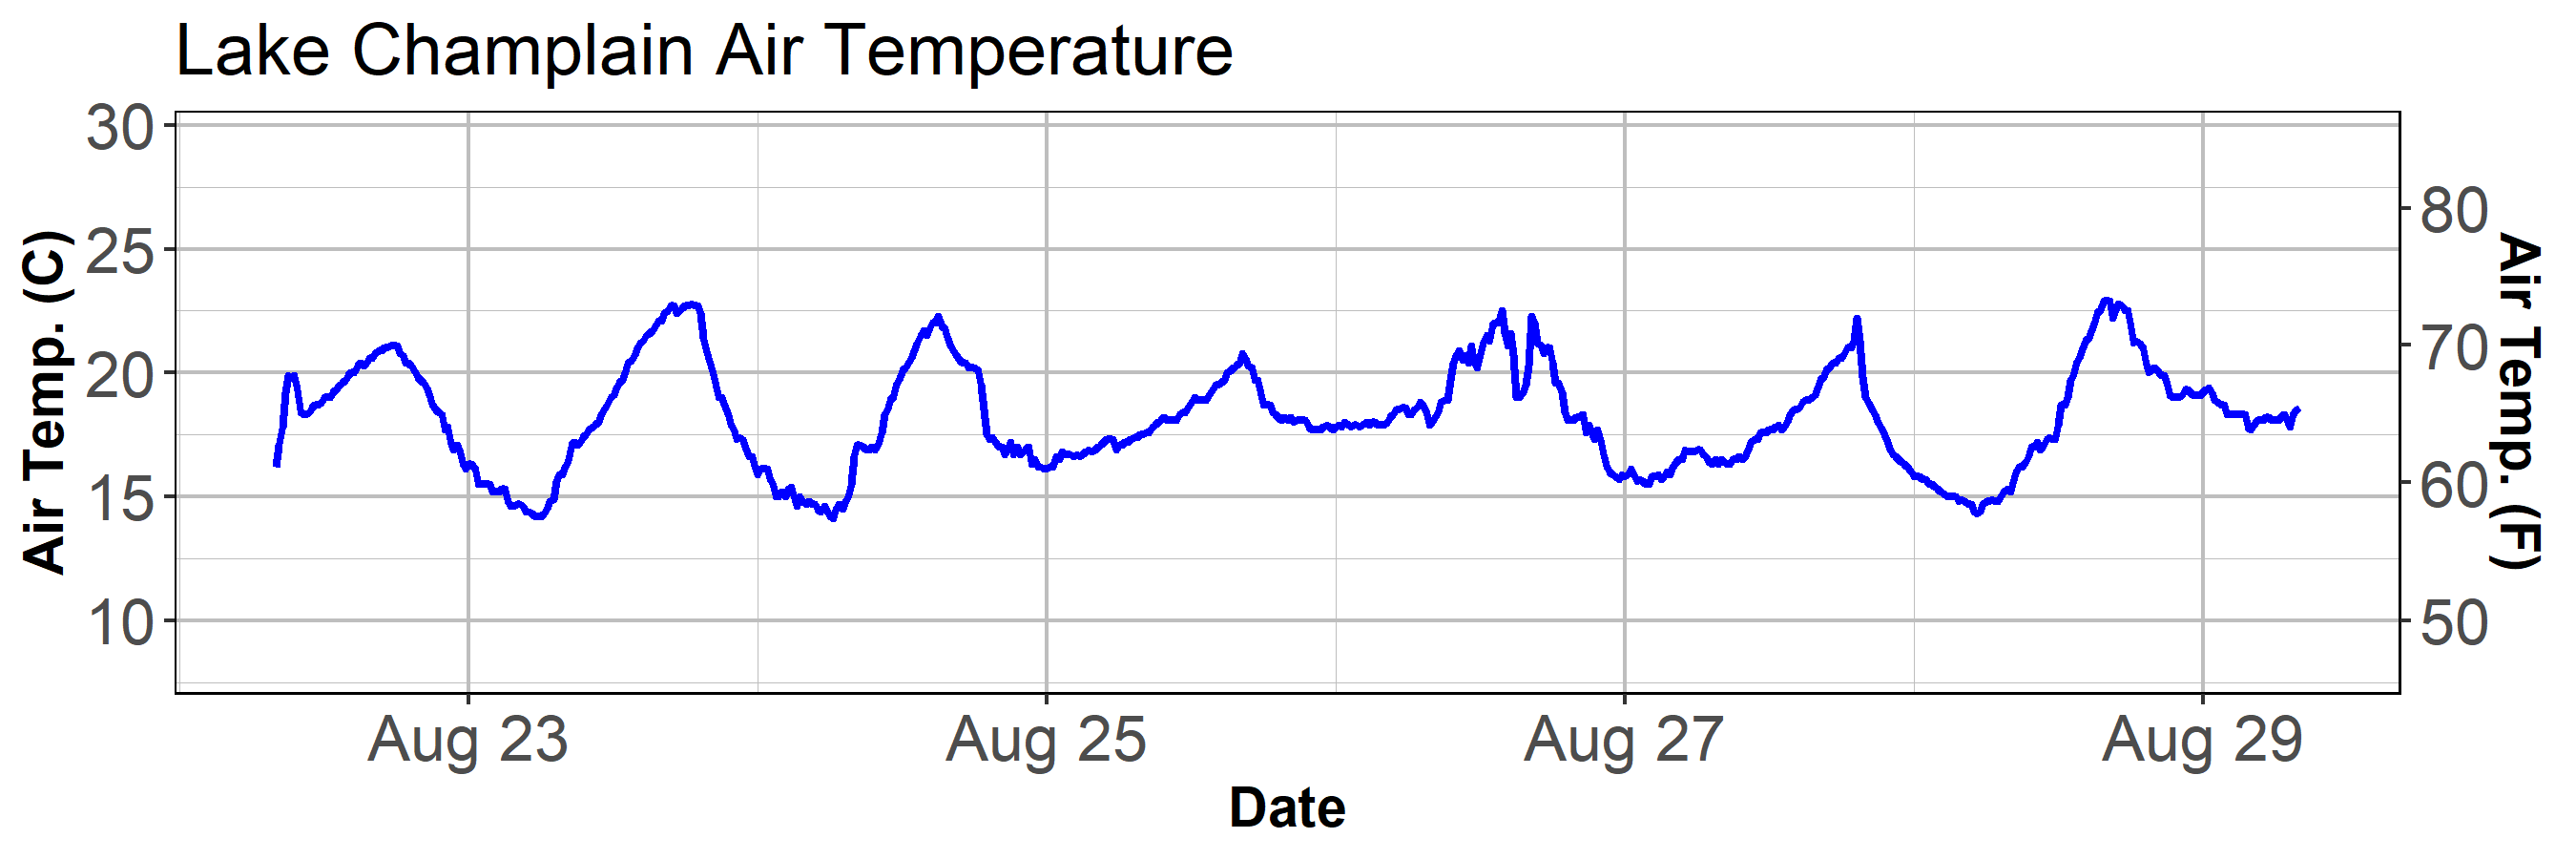 Lake Champlain Air Temperature
Air Temp. (C)
30
25
20
15
10
80
70
60
50
Air Temp. (F)
Aug 23 Aug 25 Aug 27 Aug 29
Date